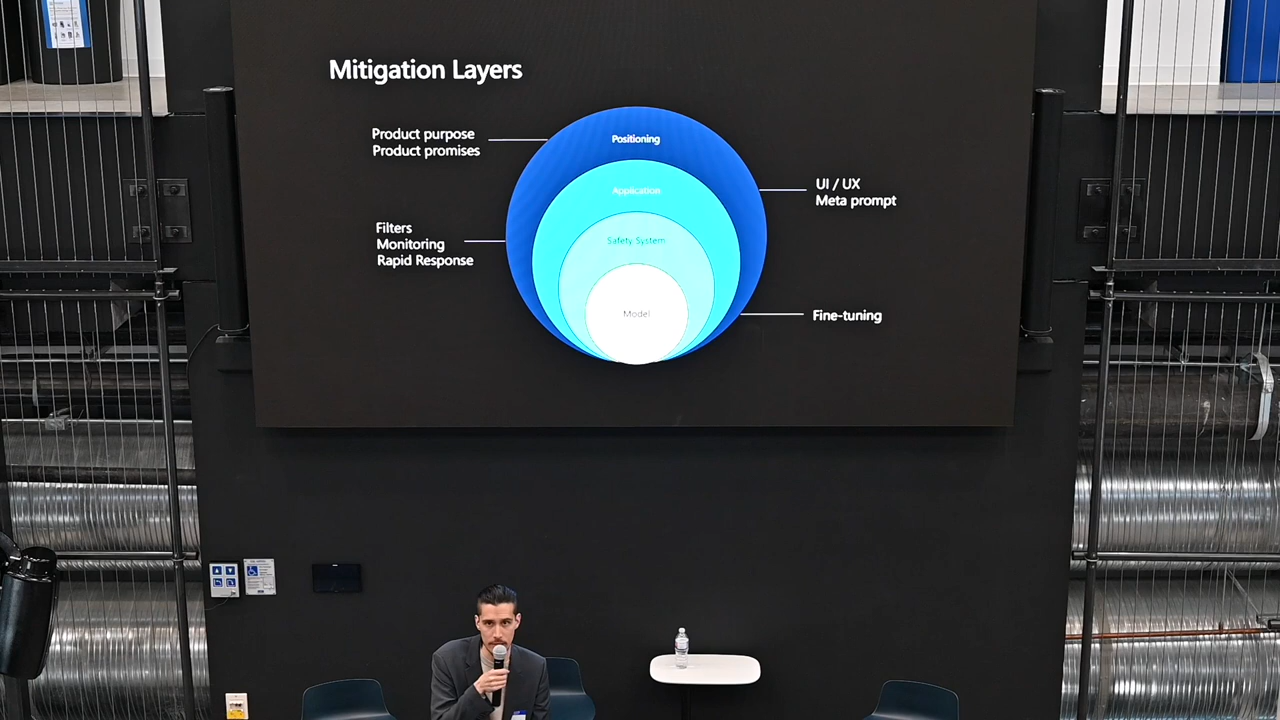 Mitigation Layers
Product purpose
Product promises
Positioning
Application
UI / UX
Meta prompt
Filters
Monitoring
Rapid Response
Safety System
Model
Fine-tuning